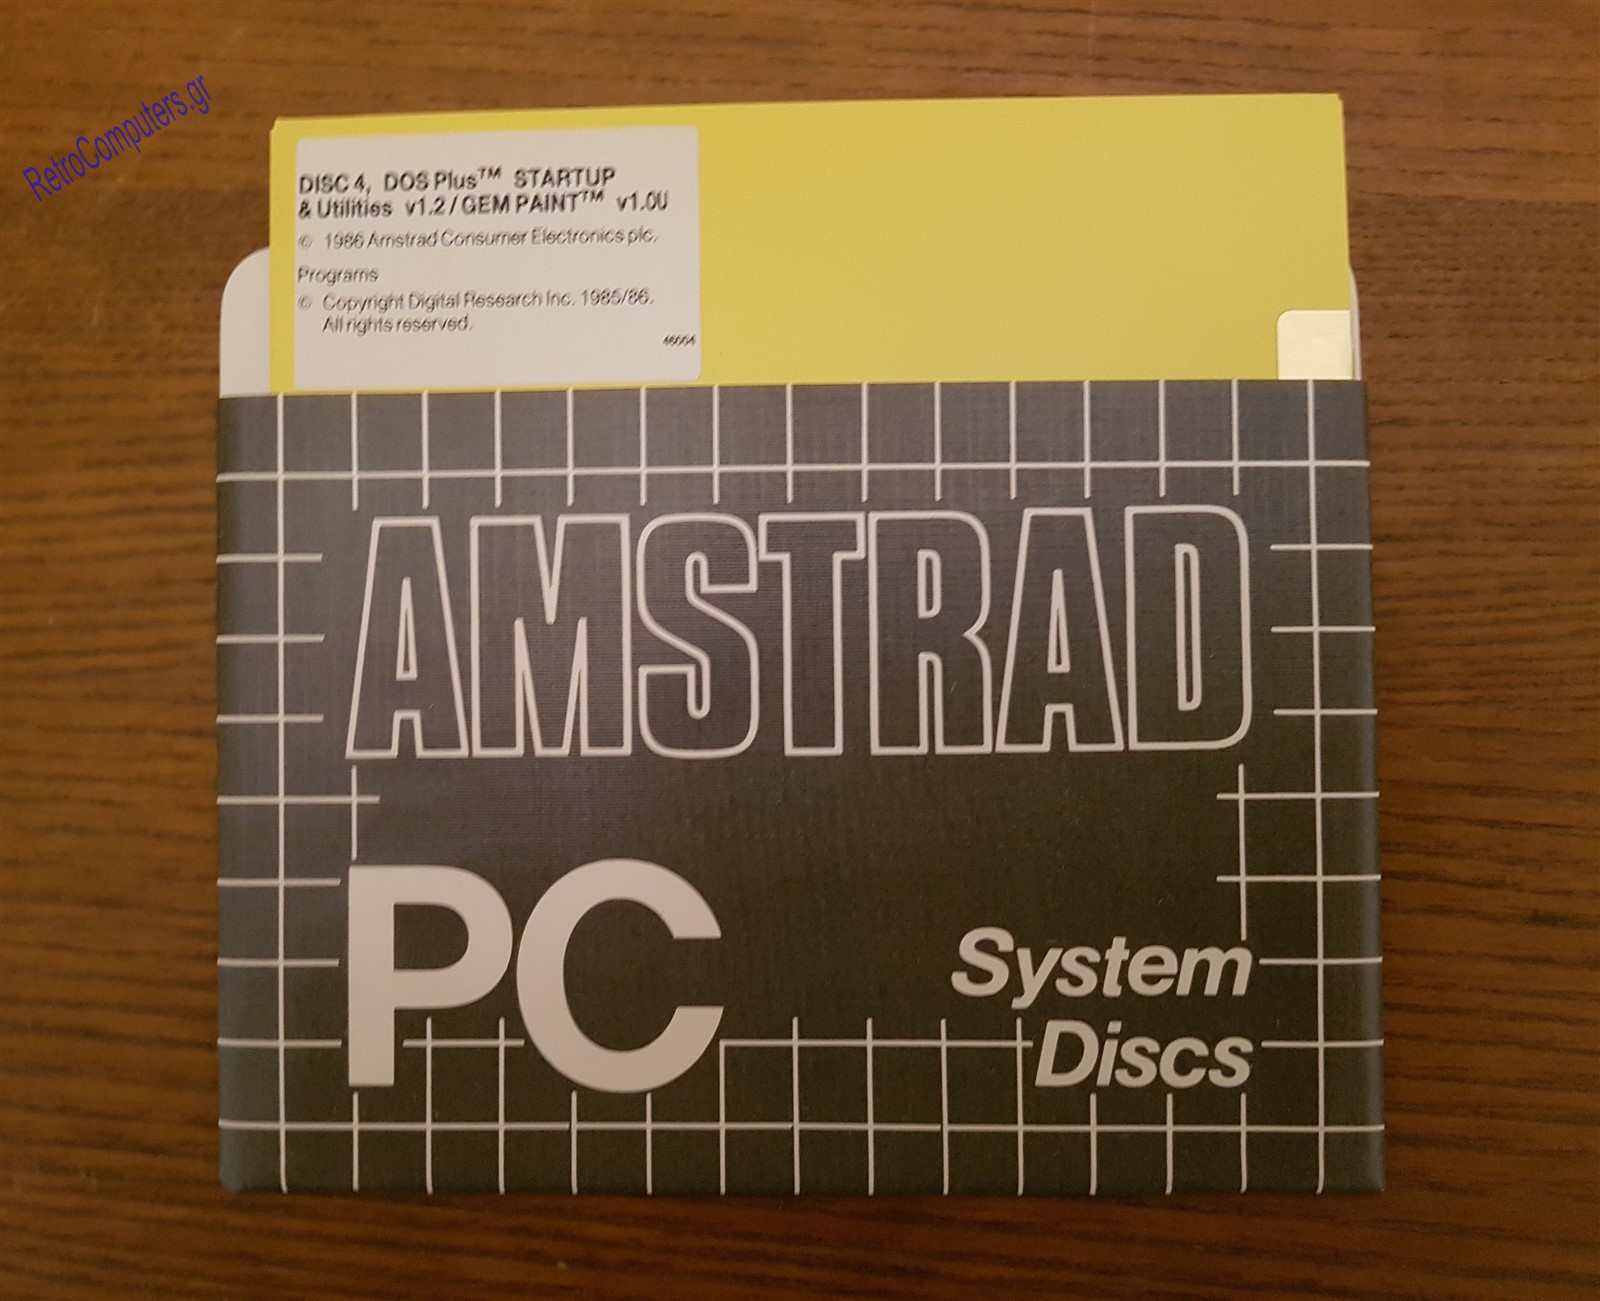 RetroComputers.gr
DISC 4, DOS Plus™ STARTUP
& Utilities v1.2 / GEM PAINT™ v1.0U
© 1986 Amstrad Consumer Electronics plc.
Programs
© Copyright Digital Research Inc. 1985/86.
All rights reserved.
46004
AMSTRAD
PC
System
Discs